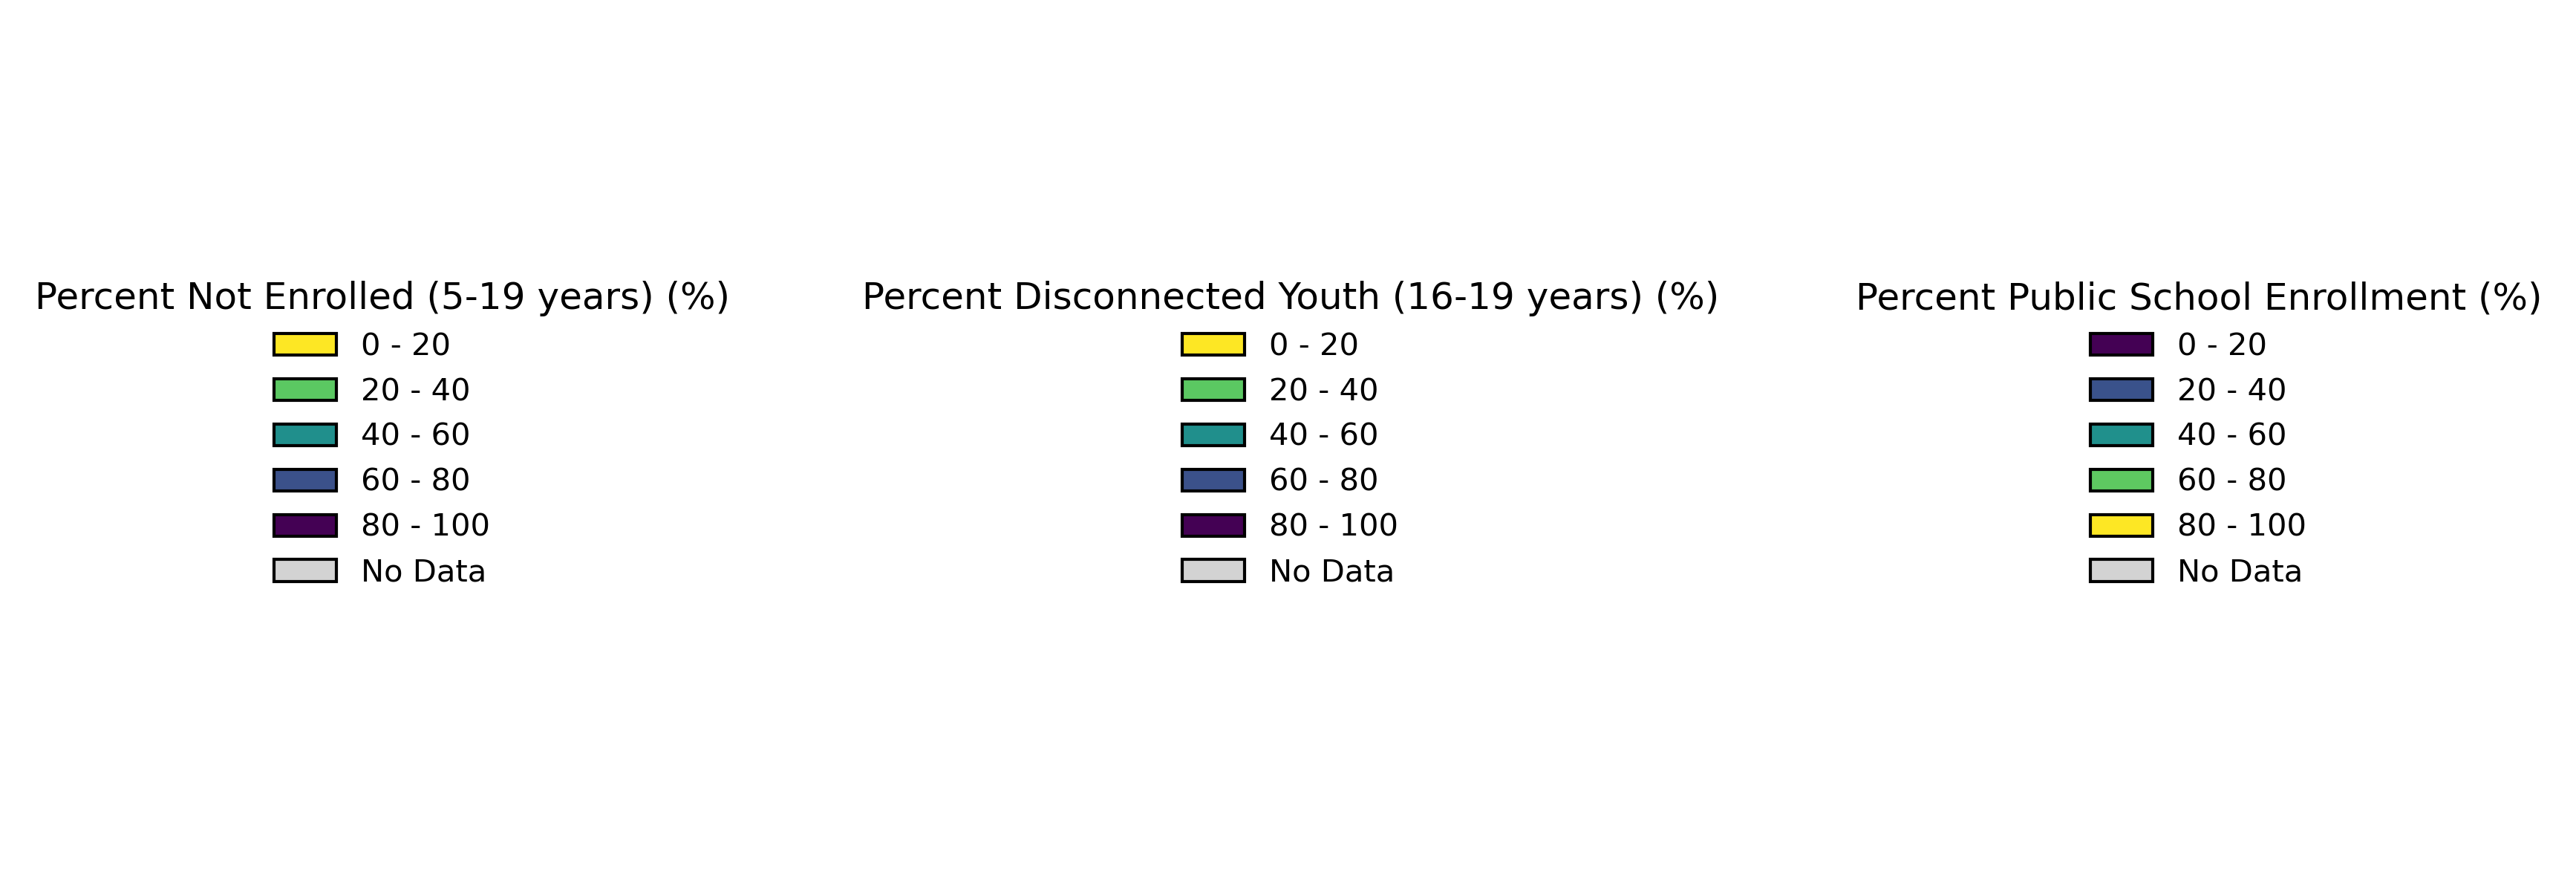 Percent Not Enrolled (5-19 years) (%)
0 - 20
20 - 40
40 - 60
60 - 80
80 - 100
No Data
Percent Disconnected Youth (16-19 years) (%)
0 - 20
20 - 40
40 - 60
60 - 80
80 - 100
No Data
Percent Public School Enrollment (%)
0 - 20
20 - 40
40 - 60
60 - 80
80 - 100
No Data